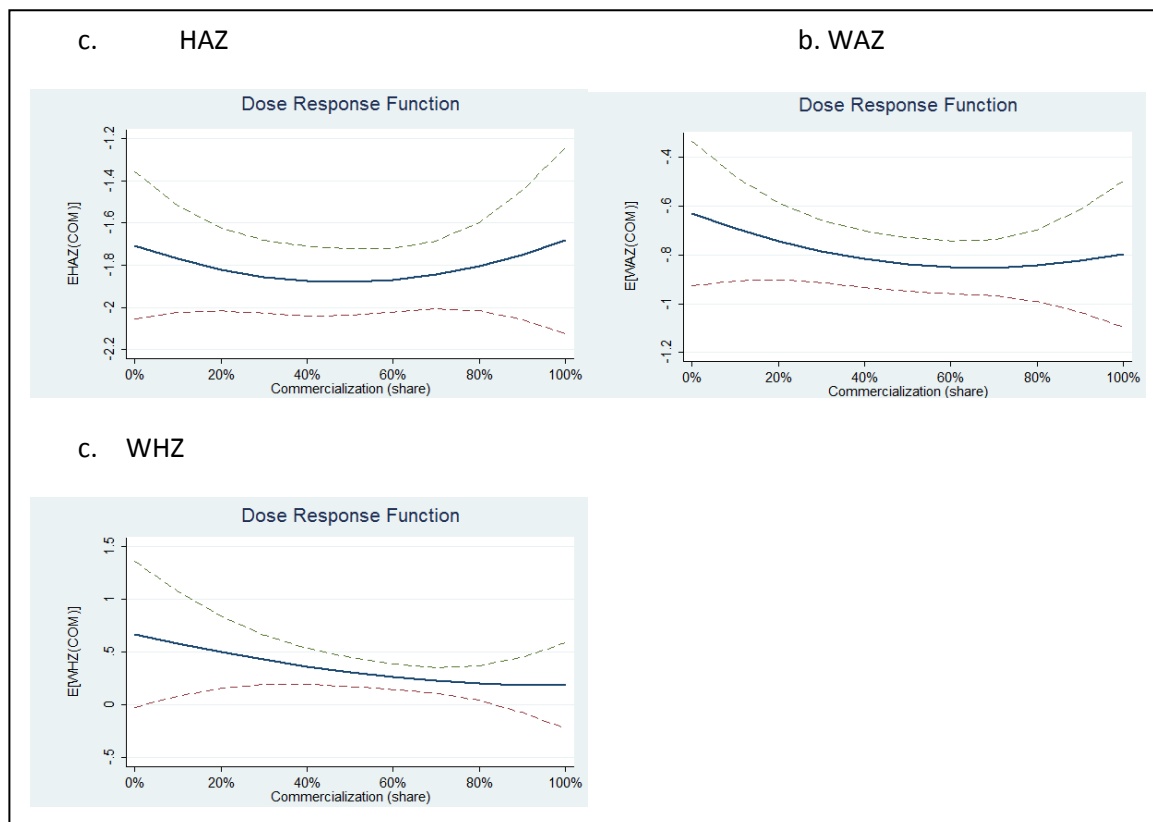 c. HAZ
Dose Response Function
EHAZ(COM)]
-1.2
-1.4
-1.6
-1.8
-2
-2.2
0% 20% 40% 60% 80% 100%
Commercialization (share)
b. WAZ
Dose Response Function
E[WAZ(COM)]
-.4
-.6
-.8
-1
-1.2
0% 20% 40% 60% 80% 100%
Commercialization (share)
c. WHZ
Dose Response Function
E[WHZ(COM)]
1.5
1
.5
0
-.5
0% 20% 40% 60% 80% 100%
Commercialization (share)